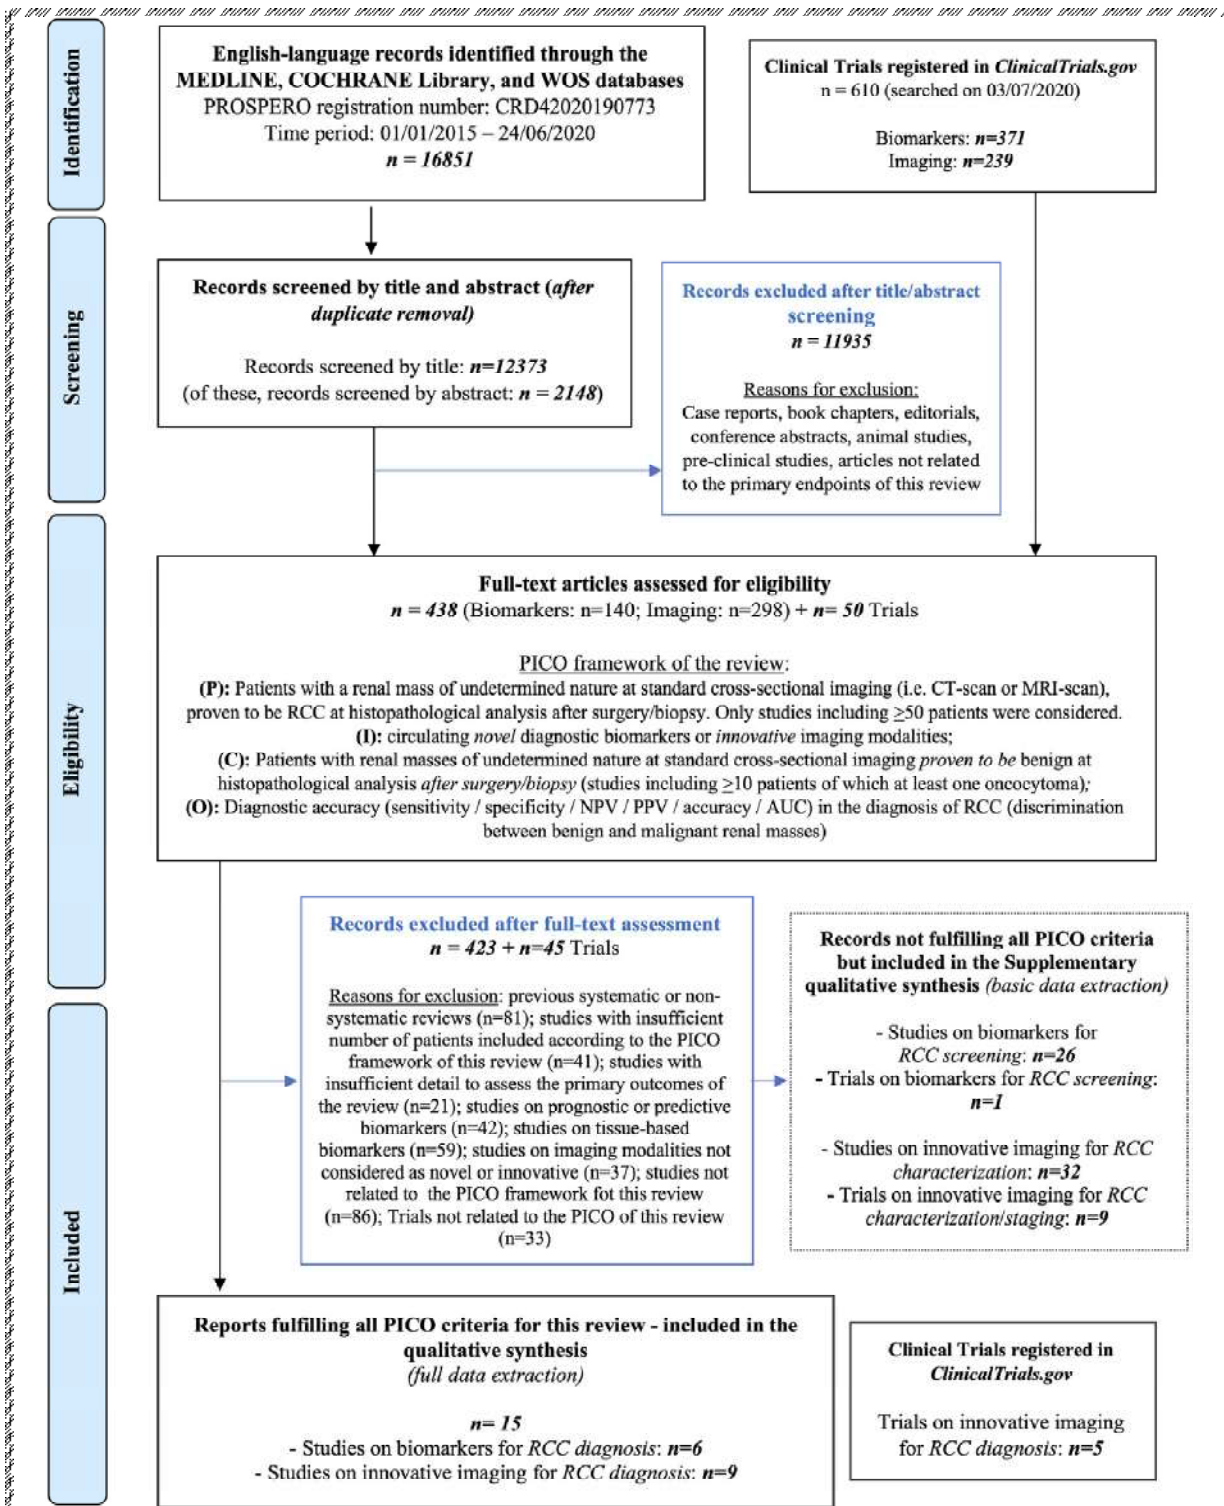 Identification
English-language records identified through the
MEDLINE, COCHRANE Library, and WOS databases
PROSPERO registration number: CRD42020190773
Time period: 01/01/2015 – 24/06/2020
n = 16851
Clinical Trials registered in ClinicalTrials.gov
n = 610 (searched on 03/07/2020)
Biomarkers: n=371
Imaging: n=239
Screening
Records screened by title and abstract (after
duplicate removal)
Records screened by title: n=12373
(of these, records screened by abstract: n = 2148)
Records excluded after title/abstract
screening
n = 11935
Reasons for exclusion:
Case reports, book chapters, editorials,
conference abstracts, animal studies,
pre-clinical studies, articles not related
to the primary endpoints of this review
Eligibility
Full-text articles assessed for eligibility
n = 438 (Biomarkers: n=140; Imaging: n=298) + n= 50 Trials
PICO framework of the review:
(P): Patients with a renal mass of undetermined nature at standard cross-sectional imaging (i.e. CT-scan or MRI-scan),
proven to be RCC at histopathological analysis after surgery/biopsy. Only studies including ≥50 patients were considered.
(I): circulating novel diagnostic biomarkers or innovative imaging modalities;
(C): Patients with renal masses of undetermined nature at standard cross-sectional imaging proven to be benign at
histopathological analysis after surgery/biopsy (studies including ≥10 patients of which at least one oncocytoma);
(O): Diagnostic accuracy (sensitivity / specificity / NPV / PPV / accuracy / AUC) in the diagnosis of RCC (discrimination
between benign and malignant renal masses)
Records excluded after full-text assessment
n = 423 + n=45 Trials
Reasons for exclusion: previous systematic or non-
systematic reviews (n=81); studies with insufficient
number of patients included according to the PICO
framework of this review (n=41); studies with
insufficient detail to assess the primary outcomes of
the review (n=21); studies on prognostic or predictive
biomarkers (n=42); studies on tissue-based
biomarkers (n=59); studies on imaging modalities not
considered as novel or innovative (n=37); studies not
related to the PICO framework fot this review
(n=86); Trials not related to the PICO of this review
(n=33)
Records not fulfilling all PICO criteria
but included in the Supplementary
qualitative synthesis (basic data extraction)
- Studies on biomarkers for
RCC screening: n=26
- Trials on biomarkers for RCC screening:
n=1
- Studies on innovative imaging for RCC
characterization: n=32
- Trials on innovative imaging for RCC
characterization/staging: n=9
Included
Reports fulfilling all PICO criteria for this review - included in the
qualitative synthesis
(full data extraction)
n= 15
- Studies on biomarkers for RCC diagnosis: n=6
- Studies on innovative imaging for RCC diagnosis: n=9
Clinical Trials registered in
ClinicalTrials.gov
Trials on innovative imaging
for RCC diagnosis: n=5